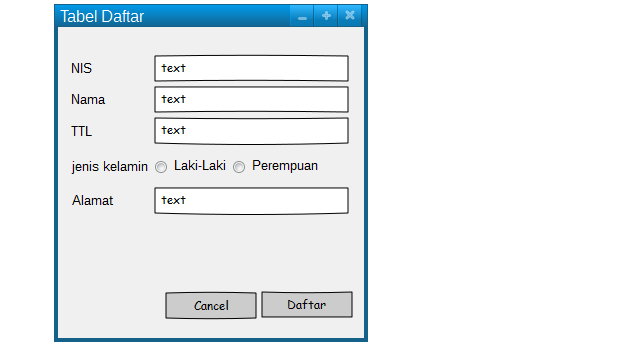 Tabel Daftar
NIS text
Nama text
TTL text
jenis kelamin Laki-Laki Perempuan
Alamat text
Cancel Daftar